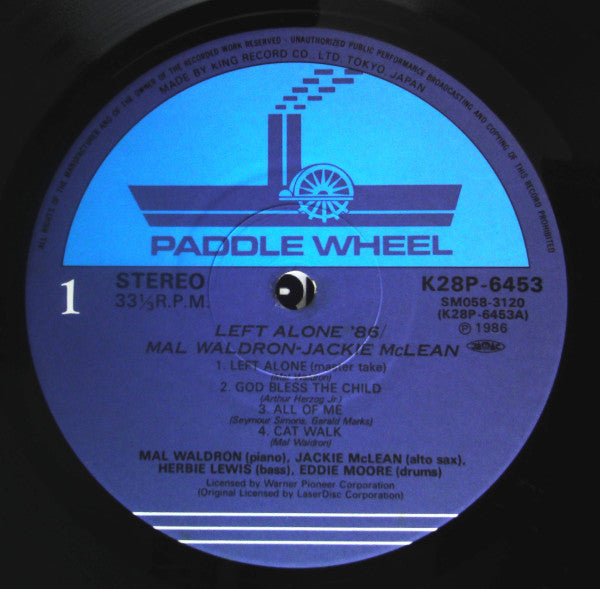 ALL RIGHTS OF THE MANUFACTURER AND OF THE OWNER OF THE RECORDED WORK RESERVED - UNAUTHORIZED PUBLIC PERFORMANCE BROADCASTING AND COPYING OF THIS RECORD PROHIBITED
MADE BY KING RECORD CO., LTD. TOKYO, JAPAN
PADDLE WHEEL
1
STEREO
33⅓R.P.M.
K28P-6453
SM058-3120
(K28P-6453A)
Ⓟ 1986
LEFT ALONE '86/
MAL WALDRON-JACKIE McLEAN
1. LEFT ALONE (master take)
(Mal Waldron)
2. GOD BLESS THE CHILD
(Arthur Herzog Jr.)
3. ALL OF ME
(Seymour Simons, Gerald Marks)
4. CAT WALK
(Mal Waldron)
MAL WALDRON (piano), JACKIE McLEAN (alto sax),
HERBIE LEWIS (bass), EDDIE MOORE (drums)
Licensed by Warner Pioneer Corporation
(Original Licensed by LaserDisc Corporation)